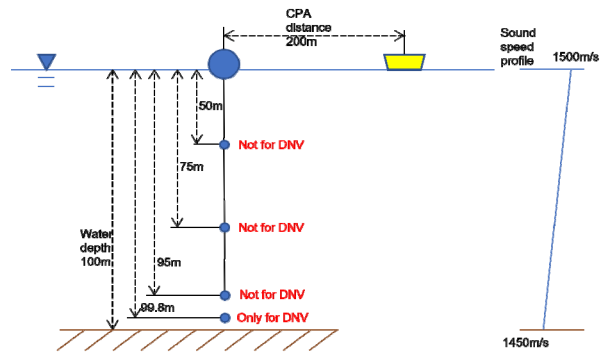 CPA
distance
200m
Sound
speed
profile
1500m/s
50m
Not for DNV
75m
Not for DNV
Water
depth
100m
95m
Not for DNV
99.8m
Only for DNV
1450m/s